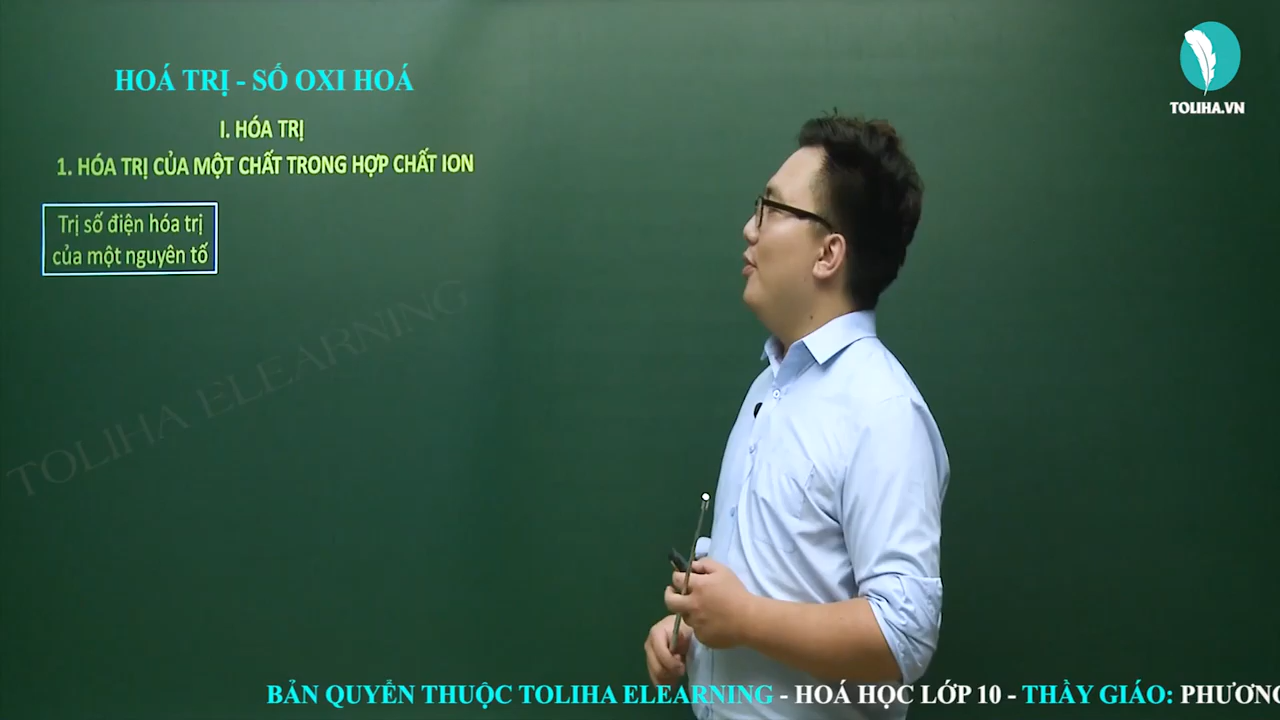 HOÁ TRỊ - SỐ OXI HOÁ
I. HÓA TRỊ
1. HÓA TRỊ CỦA MỘT CHẤT TRONG HỢP CHẤT ION
Trị số điện hóa trị
của một nguyên tố
TOLIHA ELEARNING
TOLIHA.VN
BẢN QUYỀN THUỘC TOLIHA ELEARNING - HOÁ HỌC LỚP 10 - THẦY GIÁO: PHƯƠNG